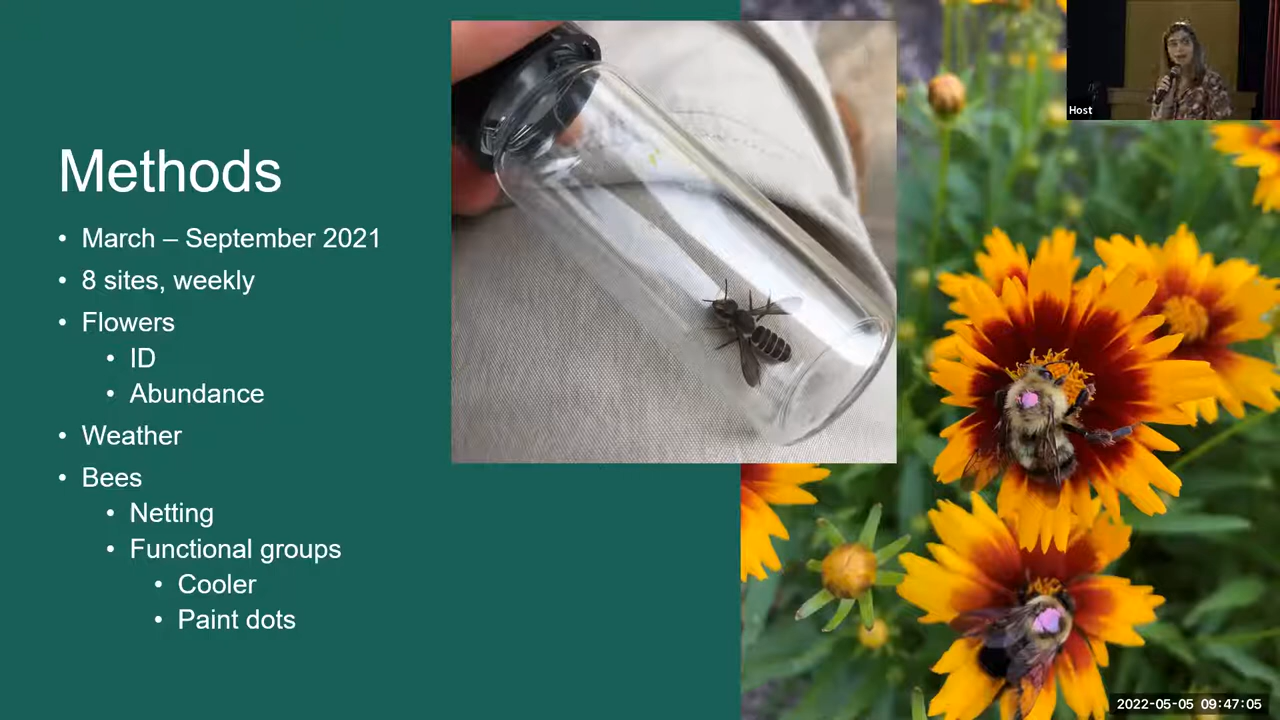 Host
Methods
• March – September 2021
• 8 sites, weekly
• Flowers
• ID
• Abundance
• Weather
• Bees
• Netting
• Functional groups
• Cooler
• Paint dots
2022-05-05 09:47:05